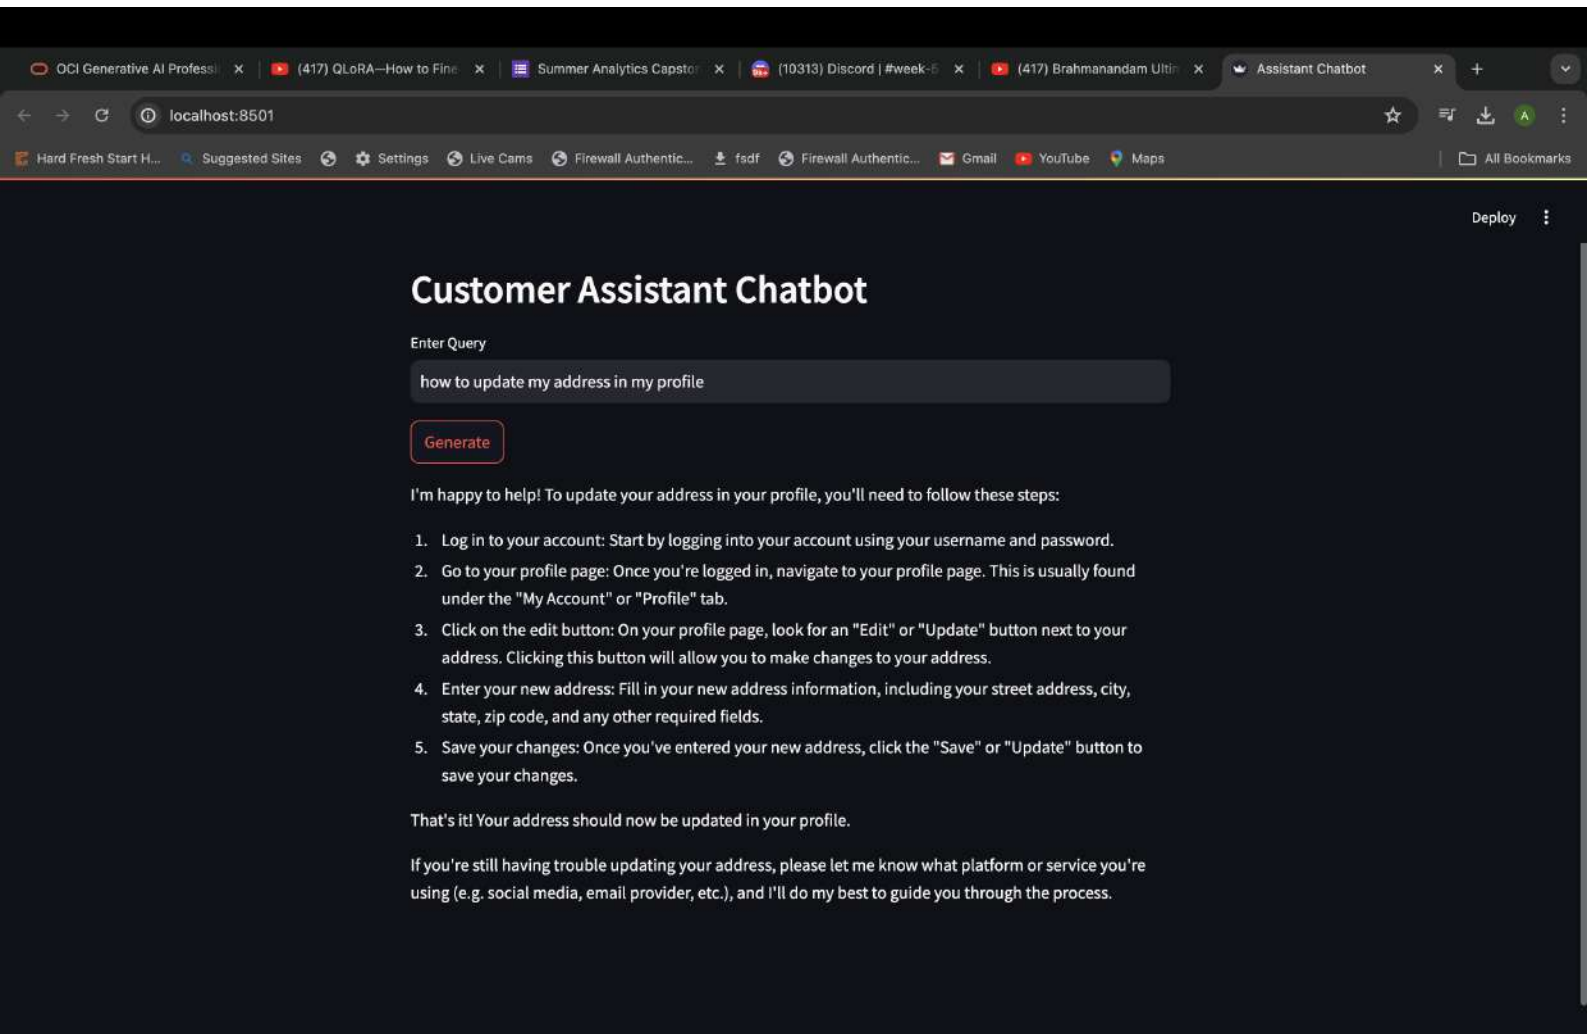 OCI Generative AI Profess
(417) QLoRA—How to Fine
Summer Analytics Capstor
(10313) Discord | #week-
(417) Brahmanandam Ulti
Assistant Chatbot
localhost:8501
A
Hard Fresh Start H...
Suggested Sites
Settings
Live Cams
Firewall Authentic...
fsdf
Firewall Authentic...
Gmail
YouTube
Maps
All Bookmarks
Deploy
Customer Assistant Chatbot
Enter Query
how to update my address in my profile
Generate
I'm happy to help! To update your address in your profile, you'll need to follow these steps:
1. Log in to your account: Start by logging into your account using your username and password.
2. Go to your profile page: Once you're logged in, navigate to your profile page. This is usually found
under the "My Account" or "Profile" tab.
3. Click on the edit button: On your profile page, look for an "Edit" or "Update" button next to your
address. Clicking this button will allow you to make changes to your address.
4. Enter your new address: Fill in your new address information, including your street address, city,
state, zip code, and any other required fields.
5. Save your changes: Once you've entered your new address, click the "Save" or "Update" button to
save your changes.
That's it! Your address should now be updated in your profile.
If you're still having trouble updating your address, please let me know what platform or service you're
using (e.g. social media, email provider, etc.), and I'll do my best to guide you through the process.